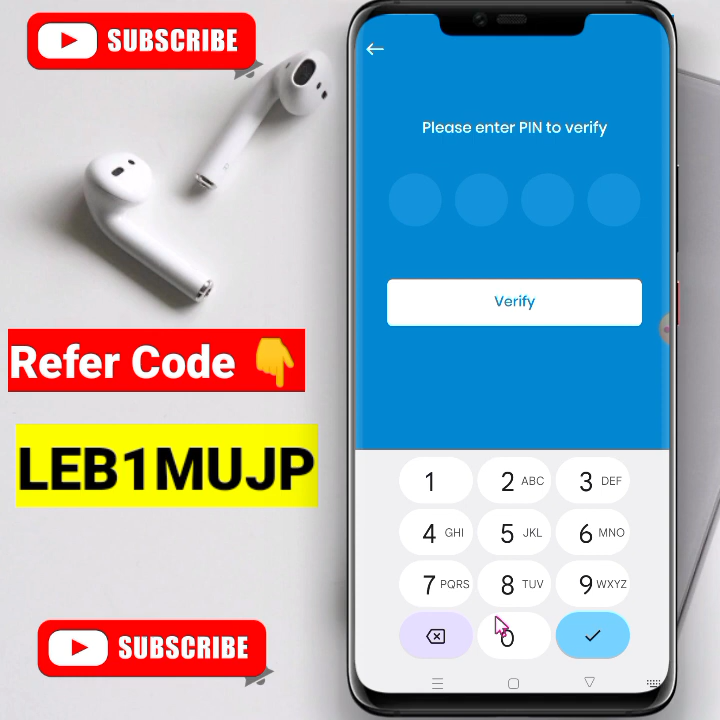 SUBSCRIBE
Refer Code 👇
LEB1MUJP
SUBSCRIBE
Please enter PIN to verify
Verify
1
2 ABC
3 DEF
4 GHI
5 JKL
6 MNO
7 PQRS
8 TUV
9 WXYZ
0